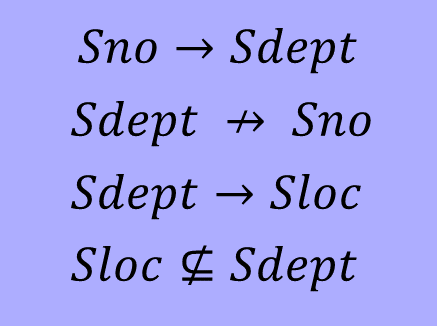 Sno → Sdept
Sdept ↛ Sno
Sdept → Sloc
Sloc ⊈ Sdept